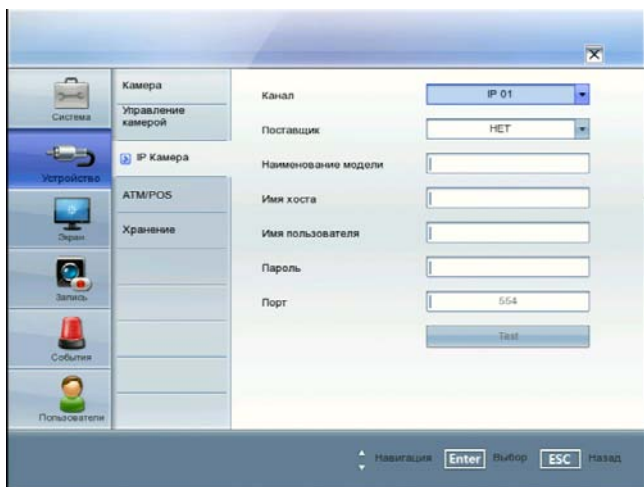 Система
Устройство
Экран
Запись
События
Пользователи
Камера
Управление
камерой
IP Камера
ATM/POS
Хранение
Канал
IP 01
Поставщик
НЕТ
Наименование модели
Имя хоста
Имя пользователя
Пароль
Порт
554
Test
Навигация
Enter
Выбор
ESC
Назад